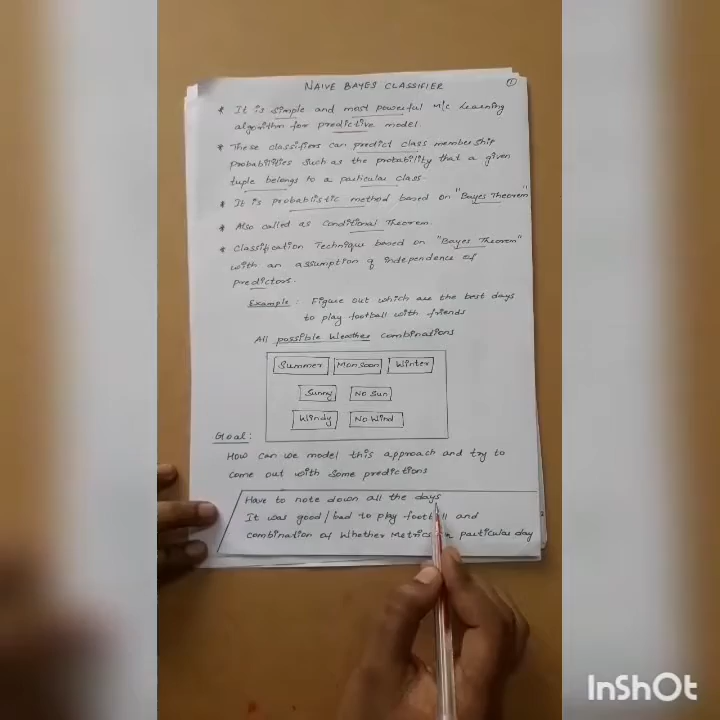 NAIVE BAYES CLASSIFIER ①
* It is simple and most powerful M/c Learning
algorithm for predictive model.
* These classifiers can predict class membership
probabilities such as the probability that a given
tuple belongs to a particular class.
* It is probablistic method based on "Bayes Theorem"
* Also called as conditional Theorem.
* Classification Technique based on "Bayes Theorem"
with an assumption of independence of
predictors.
Example: Figure out which are the best days
to play football with friends
All possible Weather combinations
Summer Monsoon Winter
Sunny No Sun
Windy No Wind
Goal:
How can we model this approach and try to
come out with some predictions
Have to note down all the days
It was good/bad to play football and
combination of Whether Metrics particular day
InShOt